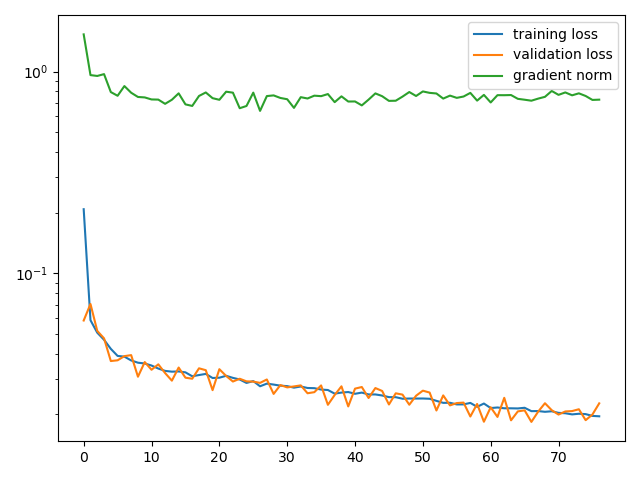 training loss
validation loss
gradient norm
10⁰
10⁻¹
0 10 20 30 40 50 60 70